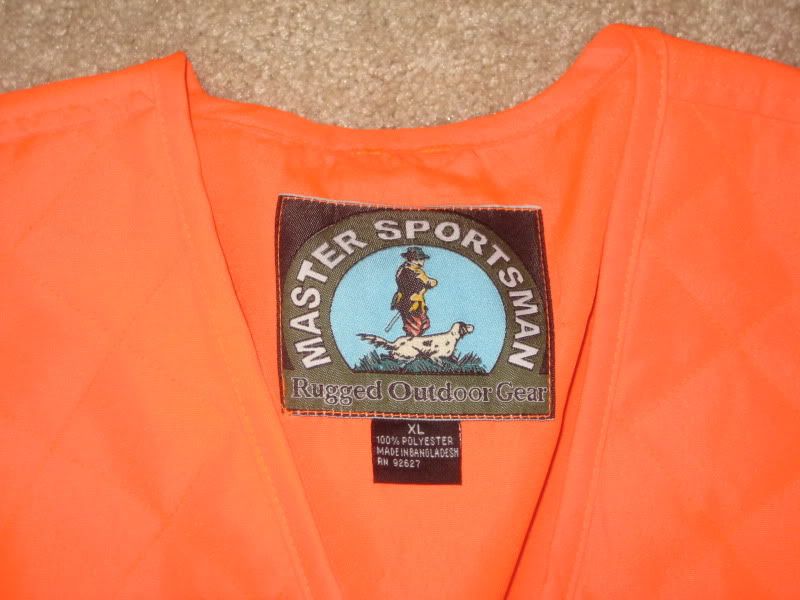 MASTER SPORTSMAN
Rugged Outdoor Gear
XL
100% POLYESTER
MADE IN BANGLADESH
RN 92627